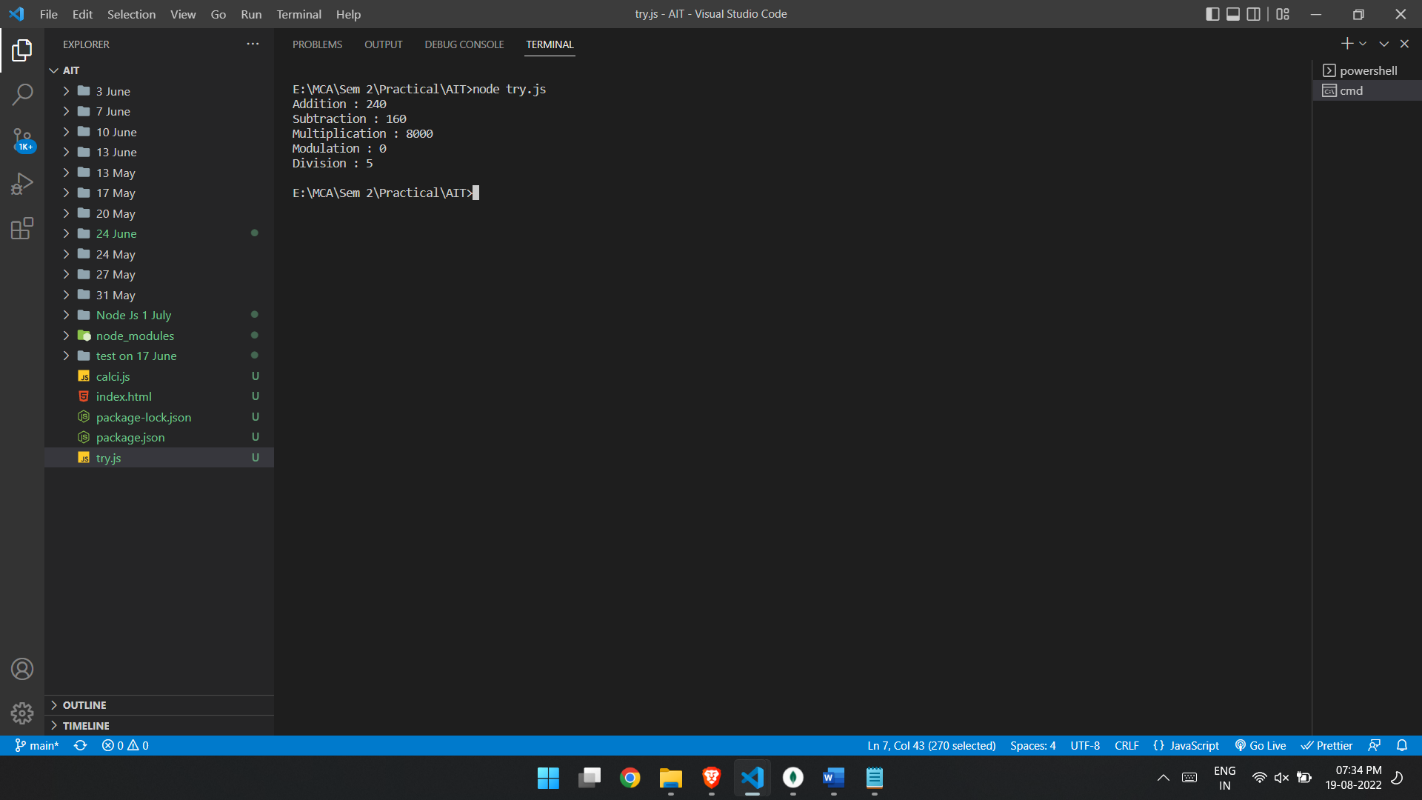 File Edit Selection View Go Run Terminal Help
try.js - AIT - Visual Studio Code
EXPLORER
AIT
3 June
7 June
10 June
13 June
13 May
17 May
20 May
24 June
24 May
27 May
31 May
Node Js 1 July
node_modules
test on 17 June
JS calci.js U
index.html U
package-lock.json U
package.json U
JS try.js U
OUTLINE
TIMELINE
1K+
PROBLEMS OUTPUT DEBUG CONSOLE TERMINAL
E:\MCA\Sem 2\Practical\AIT>node try.js
Addition : 240
Subtraction : 160
Multiplication : 8000
Modulation : 0
Division : 5
E:\MCA\Sem 2\Practical\AIT>
powershell
cmd
main* 0 0 Ln 7, Col 43 (270 selected) Spaces: 4 UTF-8 CRLF {} JavaScript Go Live Prettier
ENG
IN
07:34 PM
19-08-2022